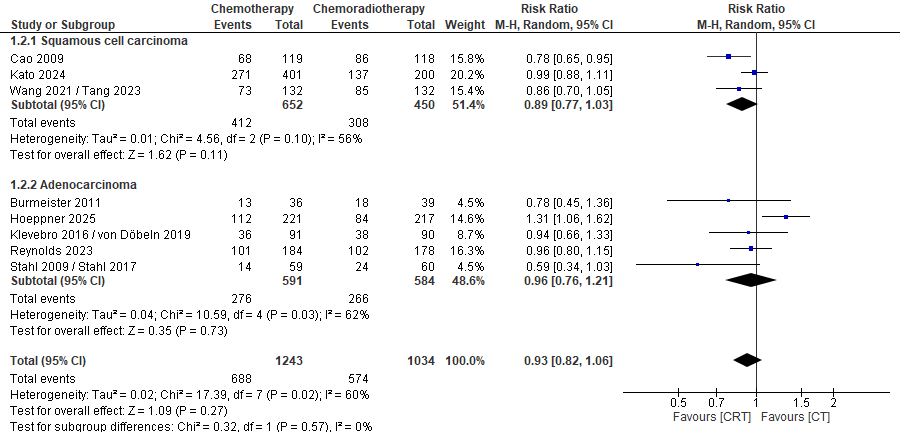 Chemotherapy Chemoradiotherapy Risk Ratio Risk Ratio
Study or Subgroup Events Total Events Total Weight M-H, Random, 95% CI M-H, Random, 95% CI
1.2.1 Squamous cell carcinoma
Cao 2009 68 119 86 118 15.8% 0.78 [0.65, 0.95]
Kato 2024 271 401 137 200 20.2% 0.99 [0.88, 1.11]
Wang 2021 / Tang 2023 73 132 85 132 15.4% 0.86 [0.70, 1.05]
Subtotal (95% CI) 652 450 51.4% 0.89 [0.77, 1.03]
Total events 412 308
Heterogeneity: Tau² = 0.01; Chi² = 4.56, df = 2 (P = 0.10); I² = 56%
Test for overall effect: Z = 1.62 (P = 0.11)
1.2.2 Adenocarcinoma
Burmeister 2011 13 36 18 39 4.5% 0.78 [0.45, 1.36]
Hoeppner 2025 112 221 84 217 14.6% 1.31 [1.06, 1.62]
Klevebro 2016 / von Döbeln 2019 36 91 38 90 8.7% 0.94 [0.66, 1.33]
Reynolds 2023 101 184 102 178 16.3% 0.96 [0.80, 1.15]
Stahl 2009 / Stahl 2017 14 59 24 60 4.5% 0.59 [0.34, 1.03]
Subtotal (95% CI) 591 584 48.6% 0.96 [0.76, 1.21]
Total events 276 266
Heterogeneity: Tau² = 0.04; Chi² = 10.59, df = 4 (P = 0.03); I² = 62%
Test for overall effect: Z = 0.35 (P = 0.73)
Total (95% CI) 1243 1034 100.0% 0.93 [0.82, 1.06]
Total events 688 574
Heterogeneity: Tau² = 0.02; Chi² = 17.39, df = 7 (P = 0.02); I² = 60%
Test for overall effect: Z = 1.09 (P = 0.27)
Test for subgroup differences: Chi² = 0.32, df = 1 (P = 0.57), I² = 0%
0.5 0.7 1 1.5 2
Favours [CRT] Favours [CT]